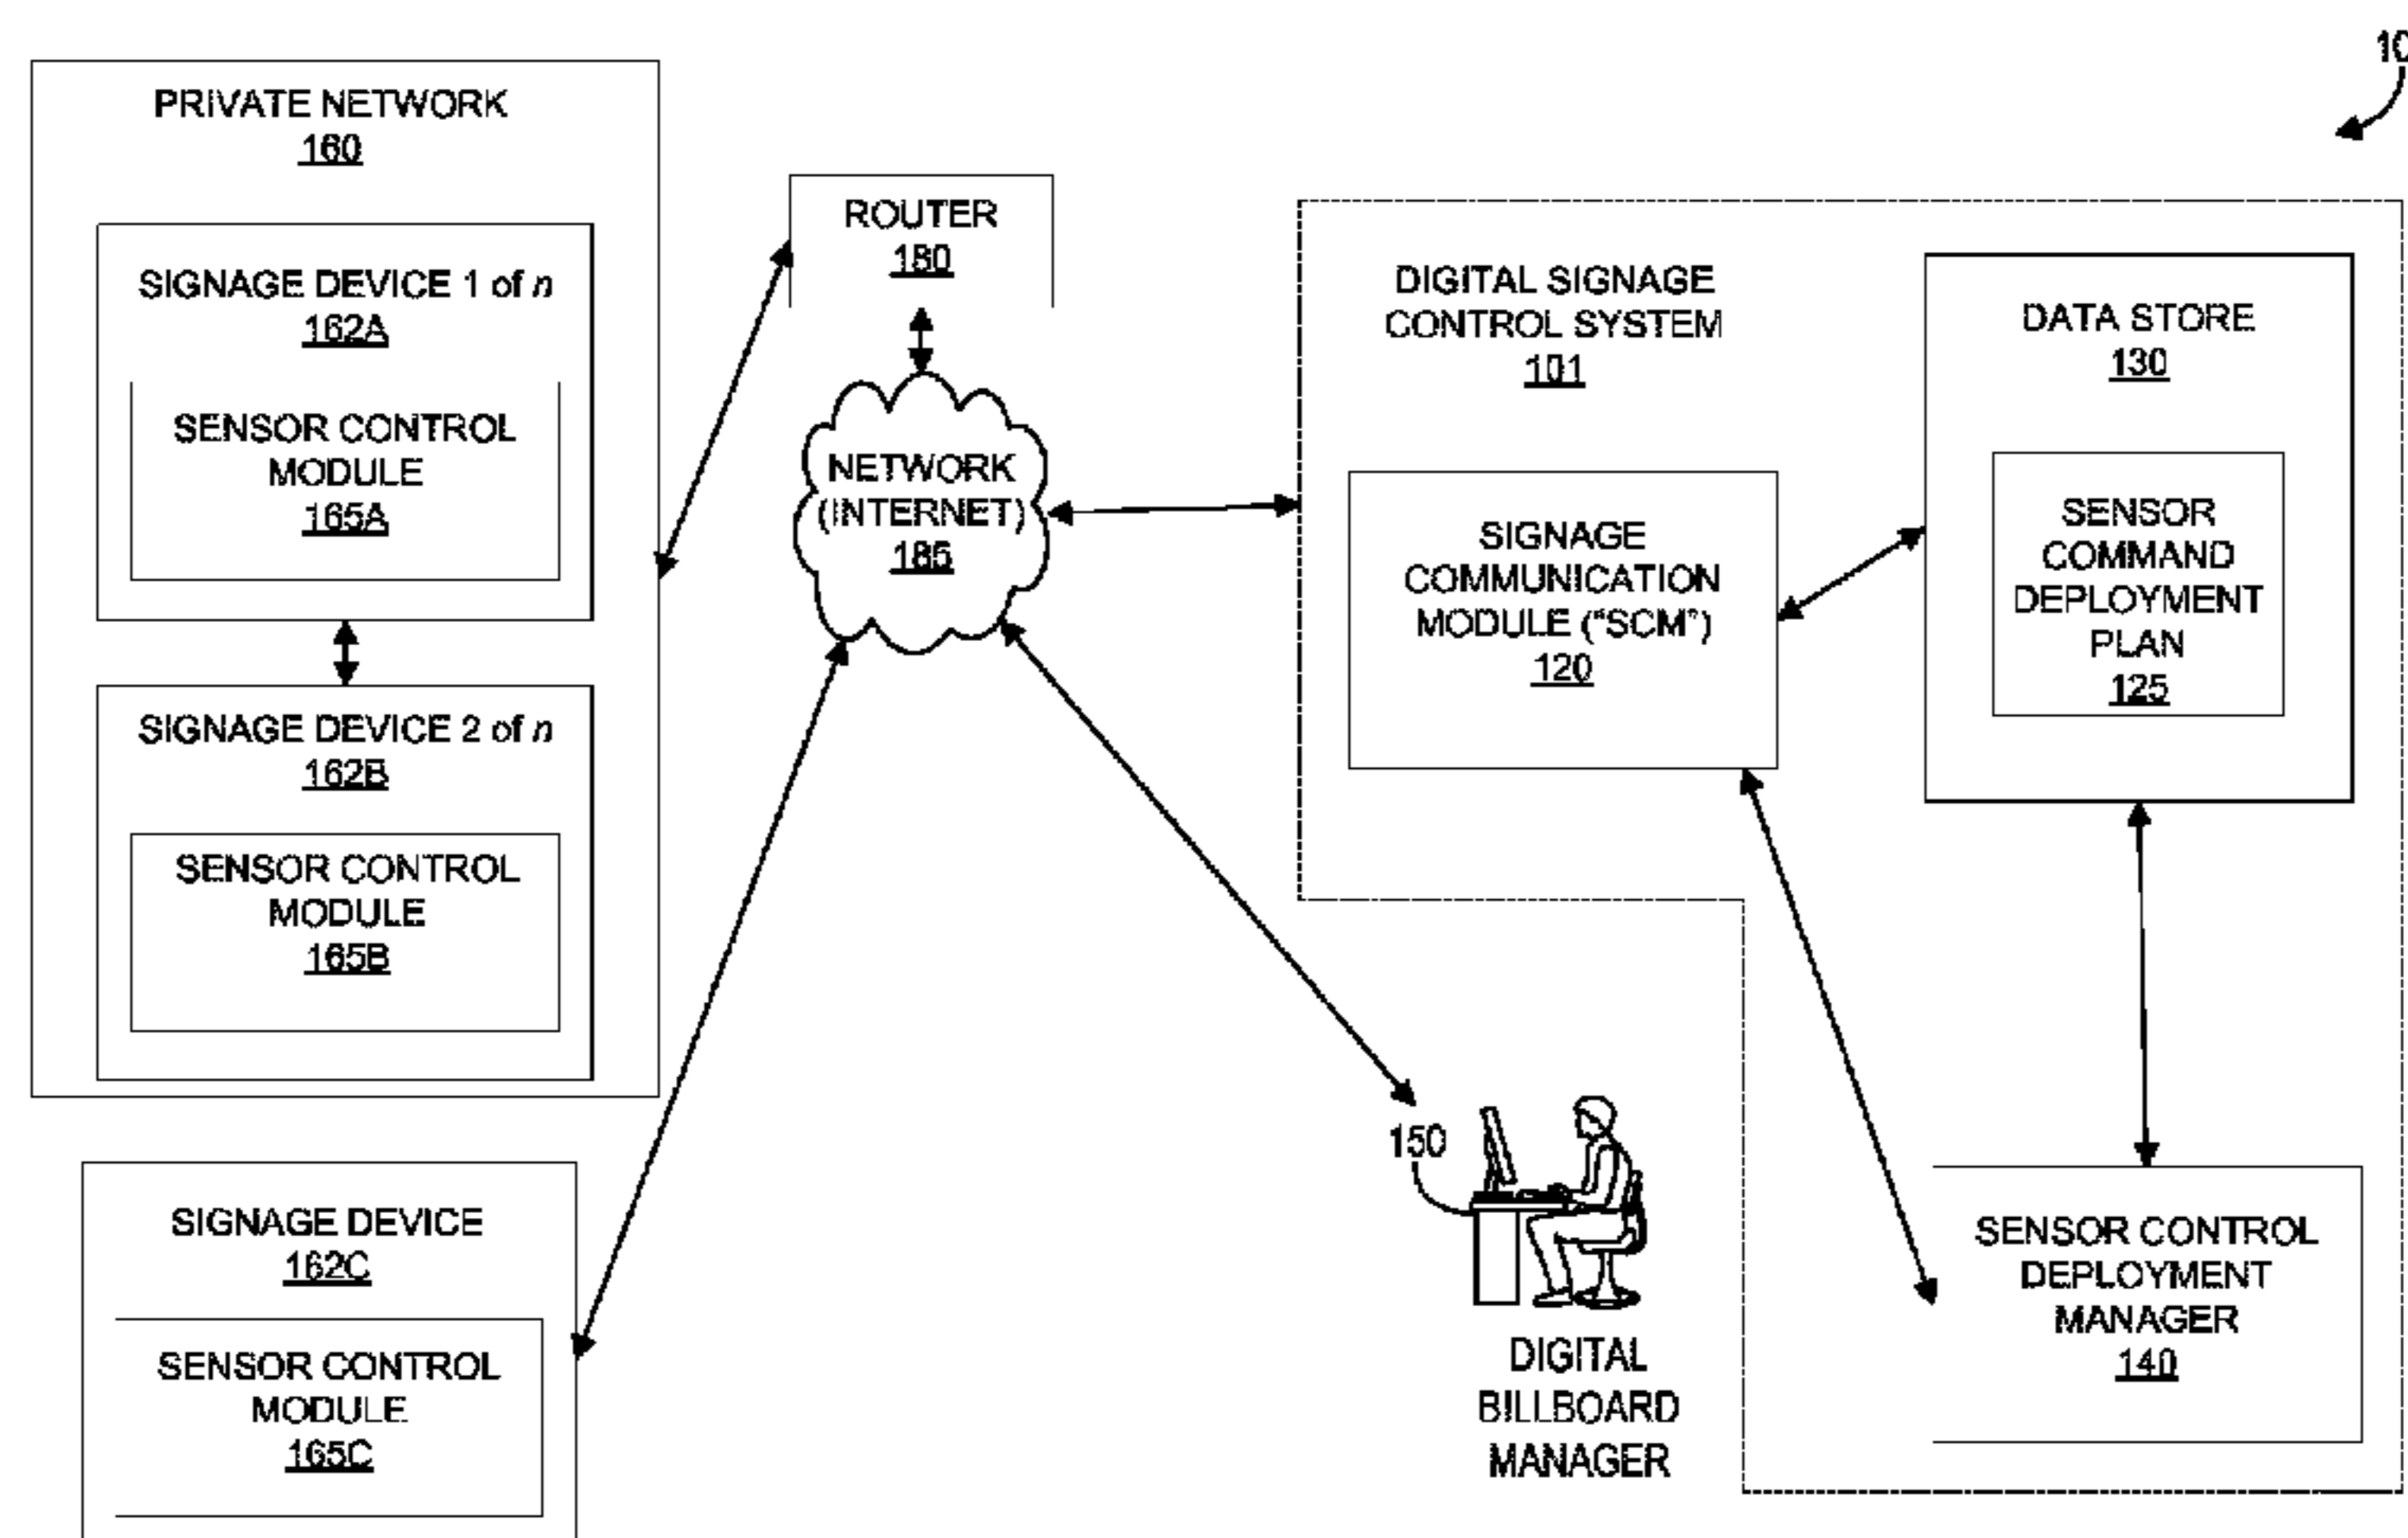 10
PRIVATE NETWORK
160
SIGNAGE DEVICE 1 of n
162A
SENSOR CONTROL
MODULE
165A
SIGNAGE DEVICE 2 of n
162B
SENSOR CONTROL
MODULE
165B
SIGNAGE DEVICE
162C
SENSOR CONTROL
MODULE
165C
ROUTER
180
NETWORK
(INTERNET)
185
DIGITAL SIGNAGE
CONTROL SYSTEM
101
SIGNAGE
COMMUNICATION
MODULE ("SCM")
120
DATA STORE
130
SENSOR
COMMAND
DEPLOYMENT
PLAN
125
150
DIGITAL
BILLBOARD
MANAGER
SENSOR CONTROL
DEPLOYMENT
MANAGER
140